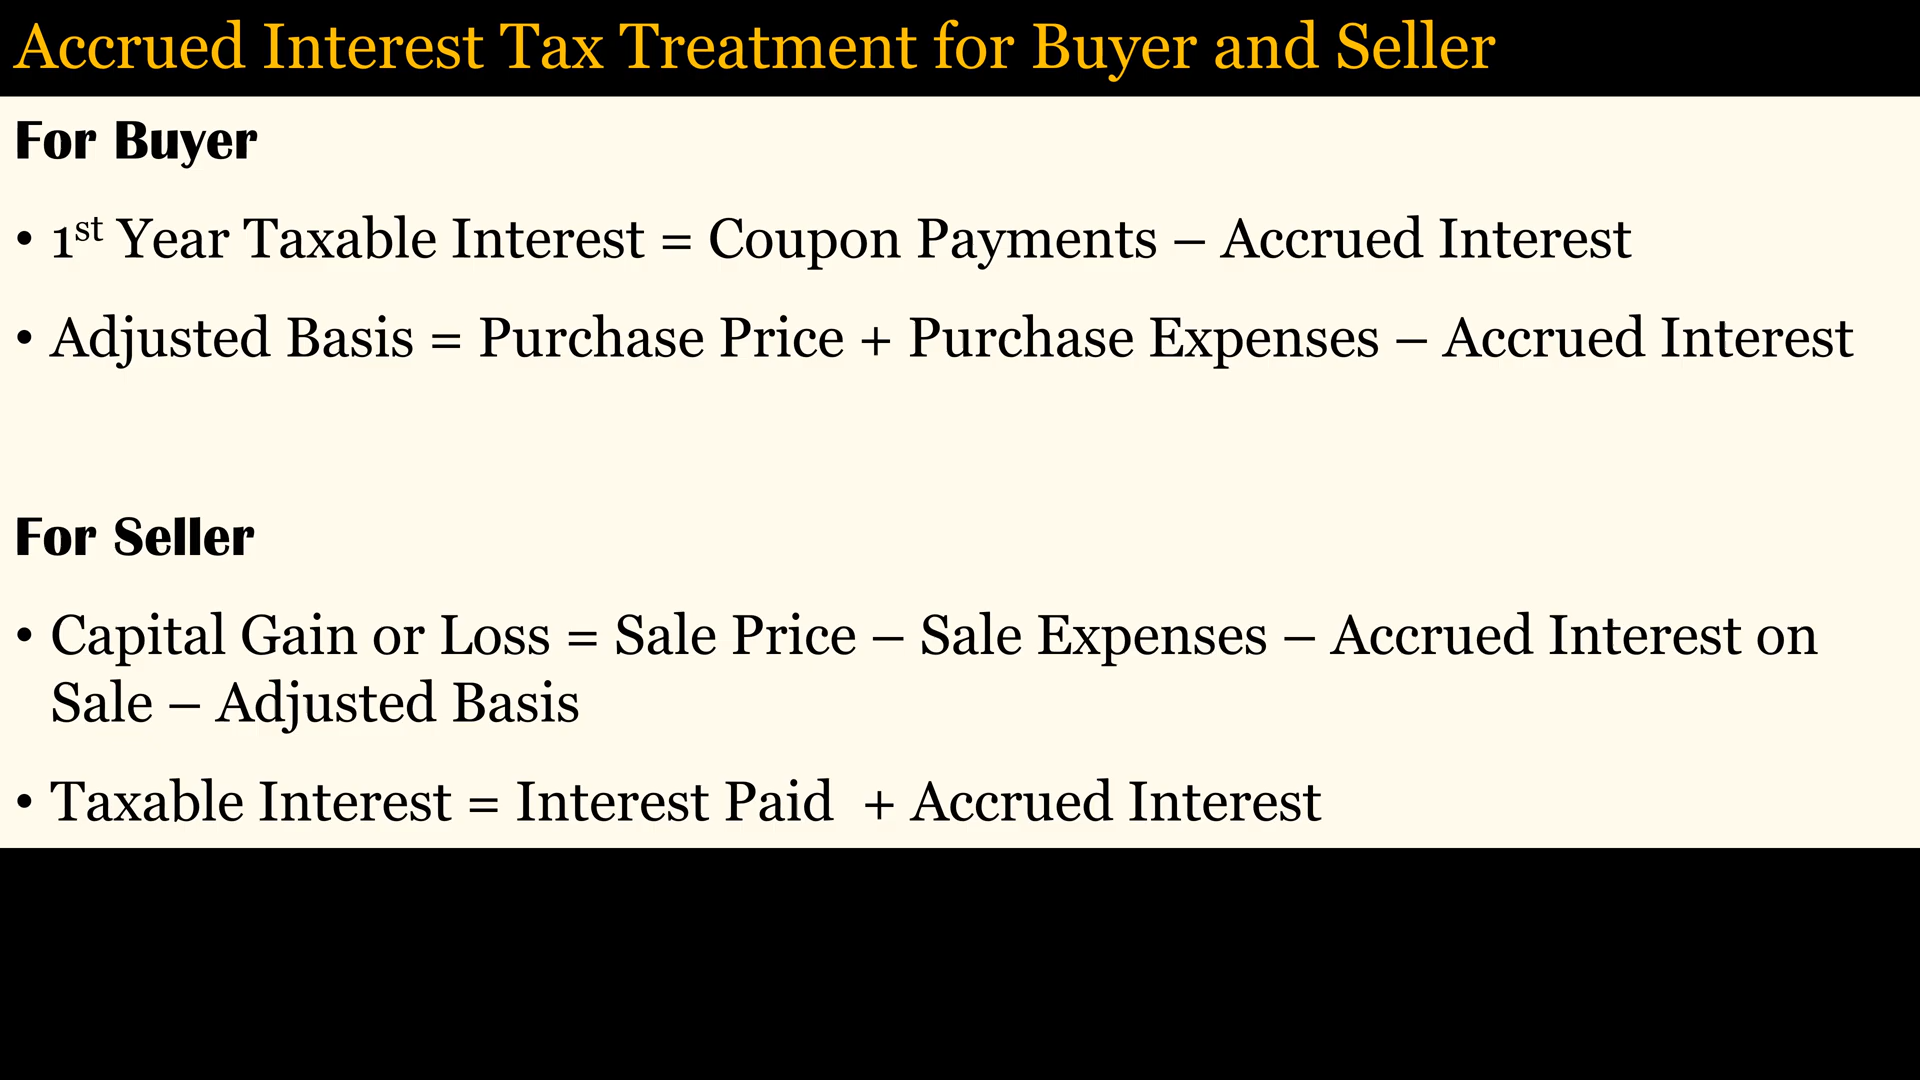 Accrued Interest Tax Treatment for Buyer and Seller
For Buyer
• 1st Year Taxable Interest = Coupon Payments – Accrued Interest
• Adjusted Basis = Purchase Price + Purchase Expenses – Accrued Interest
For Seller
• Capital Gain or Loss = Sale Price – Sale Expenses – Accrued Interest on
Sale – Adjusted Basis
• Taxable Interest = Interest Paid  + Accrued Interest